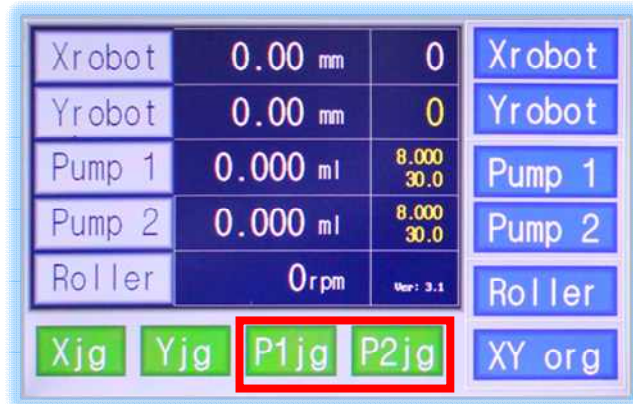 Xrobot 0.00 mm 0 Xrobot
Yrobot 0.00 mm 0 Yrobot
Pump 1 0.000 ml 8.000 30.0 Pump 1
Pump 2 0.000 ml 8.000 30.0 Pump 2
Roller 0rpm Ver: 3.1 Roller
Xjg Yjg P1jg P2jg XY org